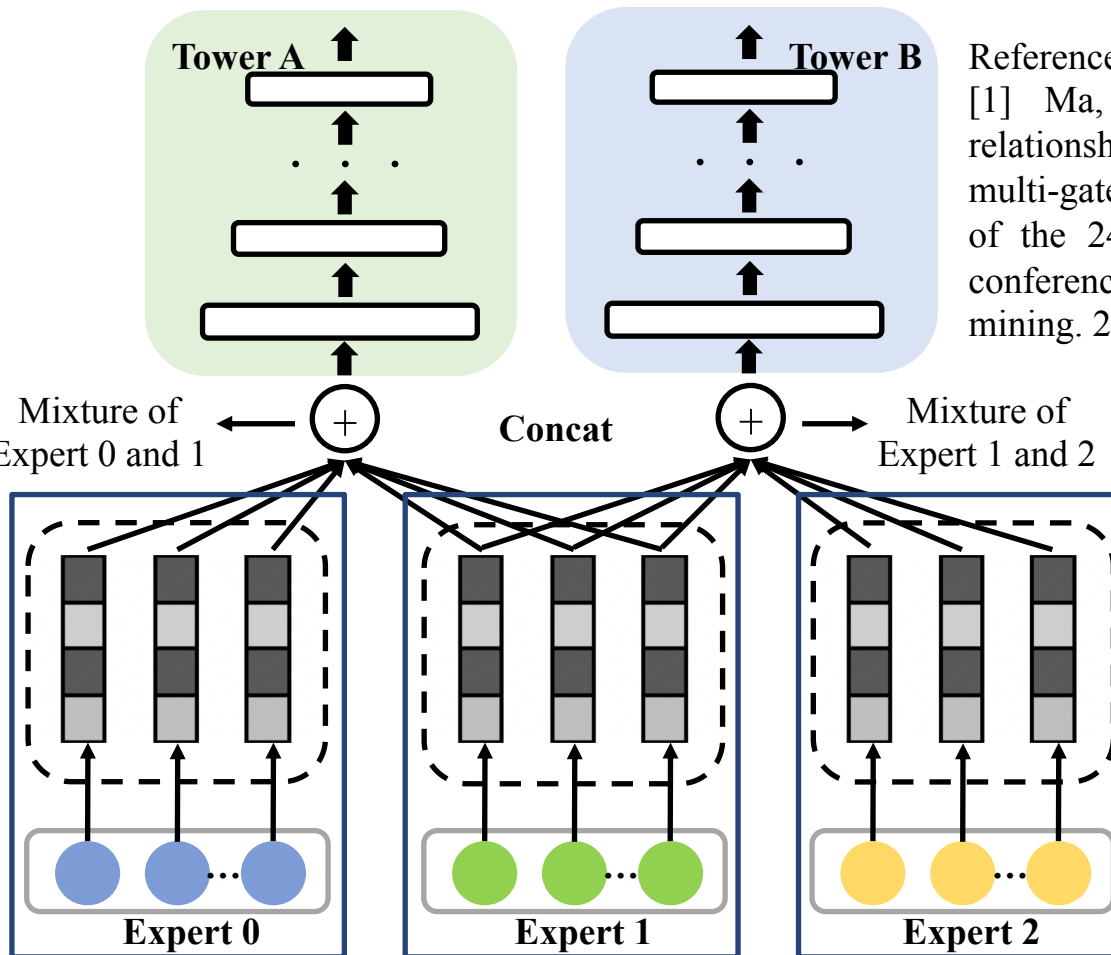 Tower A
Tower B
Reference
[1] Ma,
relationsh
multi-gate
of the 24
conferenc
mining. 2
Mixture of
Expert 0 and 1
Concat
Mixture of
Expert 1 and 2
Expert 0
Expert 1
Expert 2